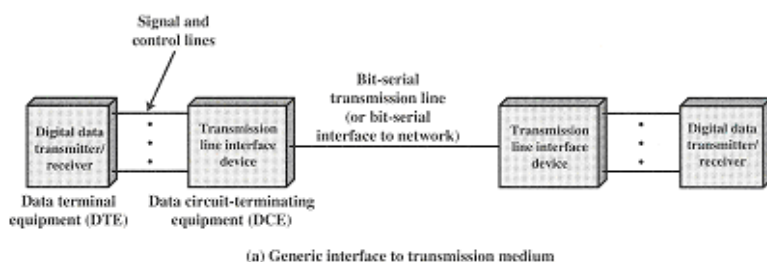 Signal and
control lines
Bit-serial
transmission line
(or bit-serial
interface to network)
Digital data
transmitter/
receiver
Transmission
line interface
device
Transmission
line interface
device
Digital data
transmitter/
receiver
Data terminal
equipment (DTE)
Data circuit-terminating
equipment (DCE)
(a) Generic interface to transmission medium